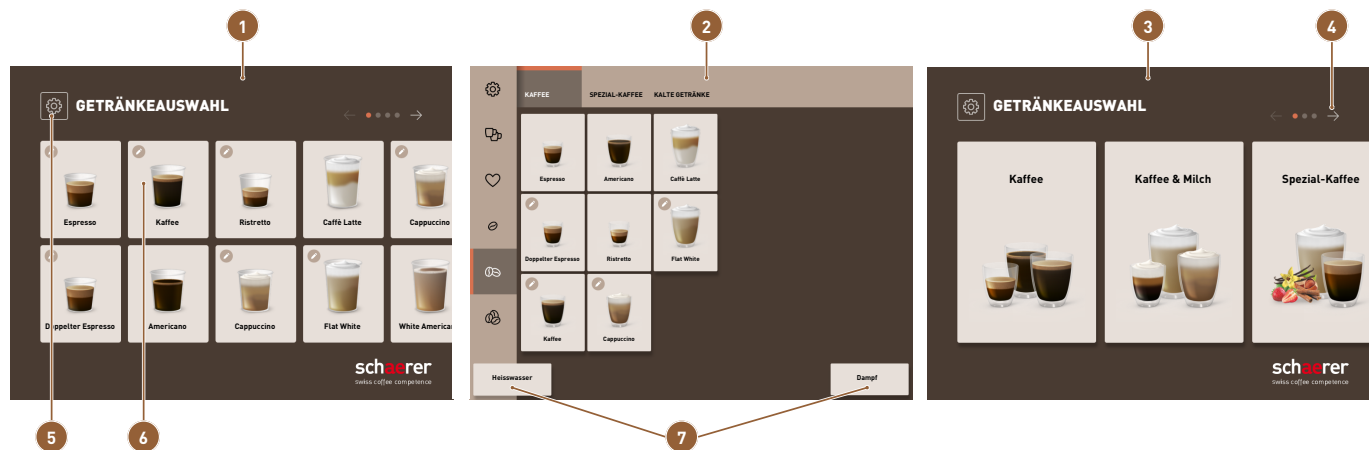 1
2
3
4
GETRÄNKEAUSWAHL
Espresso
Kaffee
Ristretto
Caffè Latte
Cappuccino
Doppelter Espresso
Americano
Cappuccino
Flat White
White America
schaerer
swiss coffee competence
KAFFEE
SPEZIAL-KAFFEE
KALTE GETRÄNKE
Espresso
Americano
Caffè Latte
Doppelter Espresso
Ristretto
Flat White
Kaffee
Cappuccino
Heisswasser
Dampf
GETRÄNKEAUSWAHL
Kaffee
Kaffee & Milch
Spezial-Kaffee
schaerer
swiss coffee competence
5
6
7